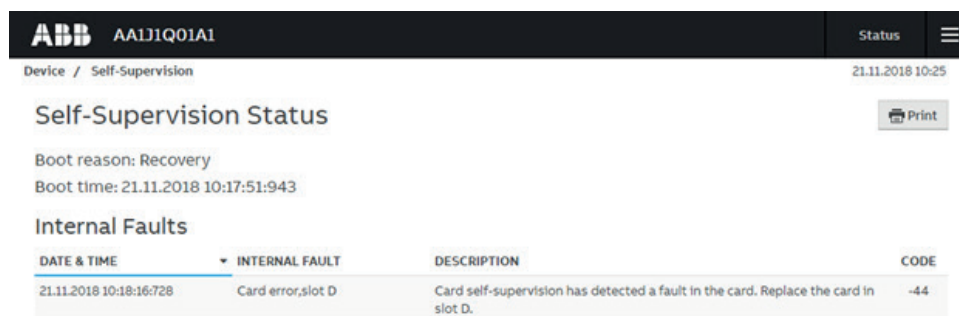 ABB AA1J1Q01A1 Status
Device / Self-Supervision 21.11.2018 10:25
Self-Supervision Status Print
Boot reason: Recovery
Boot time: 21.11.2018 10:17:51:943
Internal Faults
DATE & TIME INTERNAL FAULT DESCRIPTION CODE
21.11.2018 10:18:16:728 Card error,slot D Card self-supervision has detected a fault in the card. Replace the card in -44
slot D.